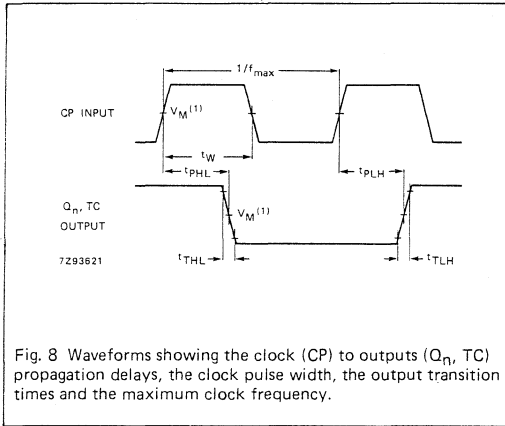 1/fmax
CP INPUT
VM(1)
tW
tPHL
tPLH
Qn, TC
OUTPUT
VM(1)
7Z93621
tTHL
tTLH
Fig. 8 Waveforms showing the clock (CP) to outputs (Qn, TC)
propagation delays, the clock pulse width, the output transition
times and the maximum clock frequency.